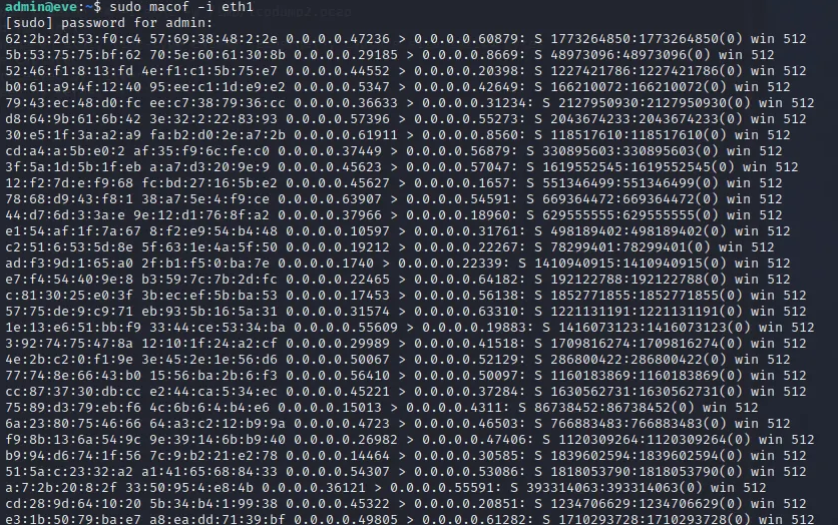 admin@eve:~$ sudo macof -i eth1
[sudo] password for admin:
62:2b:2d:53:f0:c4 57:69:38:48:2:2e 0.0.0.0.47236 > 0.0.0.0.60879: S 1773264850:1773264850(0) win 512
5b:53:75:75:bf:62 70:5e:60:61:30:8b 0.0.0.0.29185 > 0.0.0.0.8669: S 48973096:48973096(0) win 512
52:46:f1:8:13:fd 4e:f1:c1:5b:75:e7 0.0.0.0.44552 > 0.0.0.0.20398: S 1227421786:1227421786(0) win 512
b0:61:a9:4f:12:40 95:ee:c1:1d:e9:e2 0.0.0.0.5347 > 0.0.0.0.42649: S 166210072:166210072(0) win 512
79:43:ec:48:d0:fc ee:c7:38:79:36:cc 0.0.0.0.36633 > 0.0.0.0.31234: S 2127950930:2127950930(0) win 512
d8:64:9b:61:6b:42 3e:32:2:22:83:93 0.0.0.0.57396 > 0.0.0.0.55273: S 2043674233:2043674233(0) win 512
30:e5:1f:3a:a2:a9 fa:b2:d0:2e:a7:2b 0.0.0.0.61911 > 0.0.0.0.8560: S 118517610:118517610(0) win 512
cd:a4:a:5b:e0:2 af:35:f9:6c:fe:c0 0.0.0.0.37449 > 0.0.0.0.56879: S 330895603:330895603(0) win 512
3f:5a:1d:5b:1f:eb a:a7:d3:20:9e:9 0.0.0.0.45623 > 0.0.0.0.57047: S 1619552545:1619552545(0) win 512
12:f2:7d:ef:f9:68 fc:bd:27:16:5b:e2 0.0.0.0.45627 > 0.0.0.0.1657: S 551346499:551346499(0) win 512
78:68:d9:43:f8:1 38:a7:5e:4:f9:ce 0.0.0.0.63907 > 0.0.0.0.54591: S 669364472:669364472(0) win 512
44:d7:6d:3:3a:e 9e:12:d1:76:8f:a2 0.0.0.0.37966 > 0.0.0.0.18960: S 629555555:629555555(0) win 512
e1:54:af:1f:7a:67 8:f2:e9:54:b4:48 0.0.0.0.10597 > 0.0.0.0.31761: S 498189402:498189402(0) win 512
c2:51:6:53:5d:8e 5f:63:1e:4a:5f:50 0.0.0.0.19212 > 0.0.0.0.22267: S 78299401:78299401(0) win 512
ad:f3:9d:1:65:a0 2f:b1:f5:0:ba:7e 0.0.0.0.1740 > 0.0.0.0.22339: S 1410940915:1410940915(0) win 512
e7:f4:54:40:9e:8 b3:59:7c:7b:2d:fc 0.0.0.0.22465 > 0.0.0.0.64182: S 192122788:192122788(0) win 512
c:81:30:25:e0:3f 3b:ec:ef:5b:ba:53 0.0.0.0.17453 > 0.0.0.0.56138: S 1852771855:1852771855(0) win 512
57:75:de:9:c9:71 eb:93:5b:16:5a:31 0.0.0.0.31574 > 0.0.0.0.63310: S 1221131191:1221131191(0) win 512
1e:13:e6:51:bb:f9 33:44:ce:53:34:ba 0.0.0.0.55609 > 0.0.0.0.19883: S 1416073123:1416073123(0) win 512
3:92:74:75:47:8a 12:10:1f:24:a2:cf 0.0.0.0.29989 > 0.0.0.0.41518: S 1709816274:1709816274(0) win 512
4e:2b:c2:0:f1:9e 3e:45:2e:1e:56:d6 0.0.0.0.50067 > 0.0.0.0.52129: S 286800422:286800422(0) win 512
77:74:8e:66:43:b0 15:56:ba:2b:6:f3 0.0.0.0.56410 > 0.0.0.0.50097: S 1160183869:1160183869(0) win 512
cc:87:37:30:db:cc e2:44:ca:5:34:ec 0.0.0.0.45221 > 0.0.0.0.37284: S 1630562731:1630562731(0) win 512
75:89:d3:79:eb:f6 4c:6b:6:4:b4:e6 0.0.0.0.15013 > 0.0.0.0.4311: S 86738452:86738452(0) win 512
6a:23:80:75:46:66 64:a3:c2:12:b9:9a 0.0.0.0.4723 > 0.0.0.0.46503: S 766883483:766883483(0) win 512
f9:8b:13:6a:54:9c 9e:39:14:6b:b9:40 0.0.0.0.26982 > 0.0.0.0.47406: S 1120309264:1120309264(0) win 512
b9:94:d6:74:1f:56 7c:9:b2:21:e2:78 0.0.0.0.14464 > 0.0.0.0.30585: S 1839602594:1839602594(0) win 512
51:5a:c:23:32:a2 a1:41:65:68:84:33 0.0.0.0.54307 > 0.0.0.0.53086: S 1818053790:1818053790(0) win 512
a:7:2b:20:8:2f 33:50:95:4:e8:4b 0.0.0.0.36121 > 0.0.0.0.55591: S 393314063:393314063(0) win 512
cd:28:9d:64:10:20 5b:34:b4:1:99:38 0.0.0.0.45322 > 0.0.0.0.20851: S 1234706629:1234706629(0) win 512
e3:1b:50:79:ba:e7 a8:ea:dd:71:39:bf 0.0.0.0.49805 > 0.0.0.0.61282: S 1710293728:1710293728(0) win 512